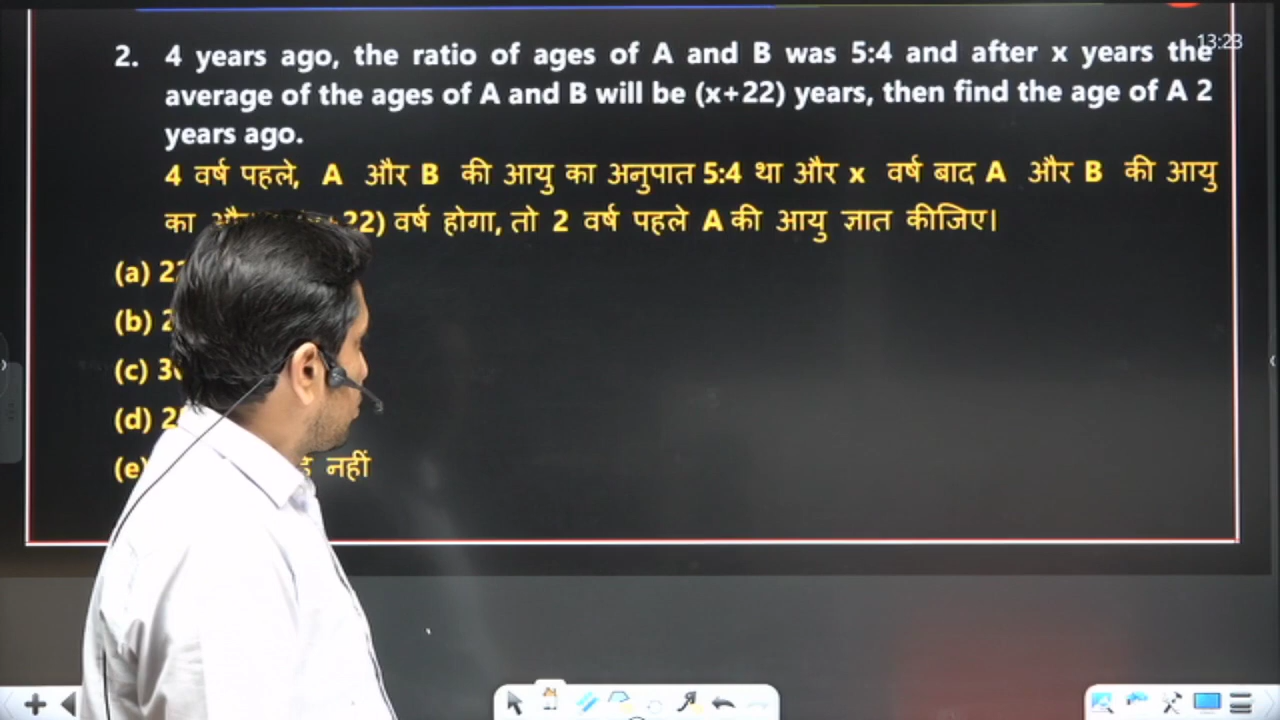 13:23
2. 4 years ago, the ratio of ages of A and B was 5:4 and after x years the
average of the ages of A and B will be (x+22) years, then find the age of A 2
years ago.
4 वर्ष पहले, A और B की आयु का अनुपात 5:4 था और x वर्ष बाद A और B की आयु
का 22) वर्ष होगा, तो 2 वर्ष पहले A की आयु ज्ञात कीजिए।
(a)
(b)
(c)
(d)
(e) नहीं